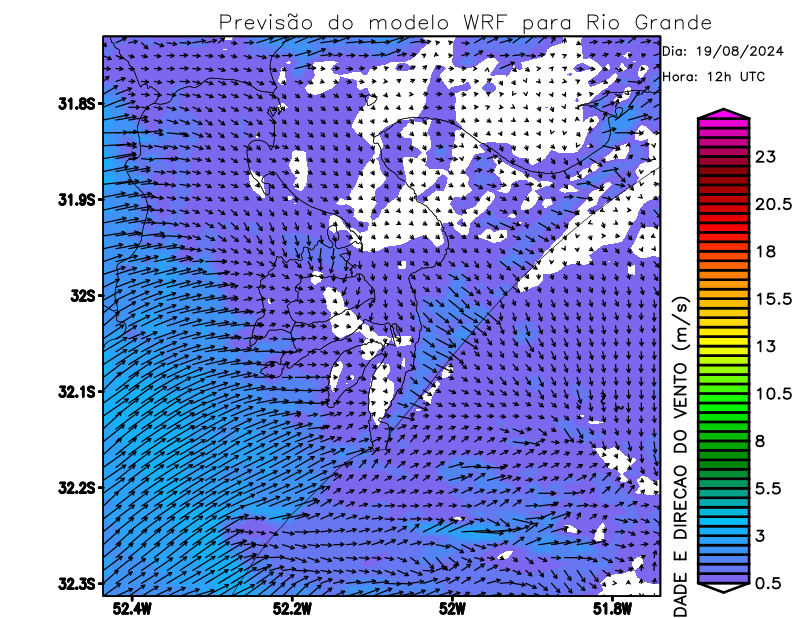 Previsão do modelo WRF para Rio Grande
Dia: 19/08/2024
Hora: 12h UTC
31.8S
31.9S
32S
32.1S
32.2S
32.3S
52.4W
52.2W
52W
51.8W
23
20.5
18
15.5
13
10.5
8
5.5
3
0.5
DADE E DIRECAO DO VENTO (m/s)